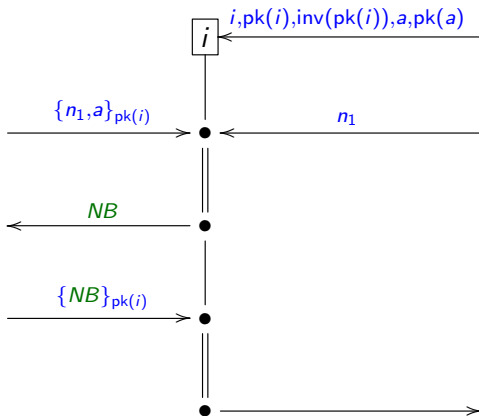 i,pk(i),inv(pk(i)),a,pk(a)
i
{n₁,a}pk(i)
n₁
NB
{NB}pk(i)